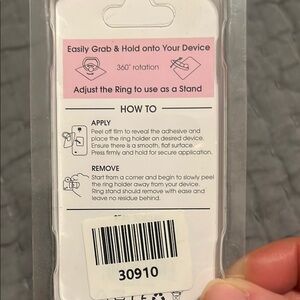 Easily Grab & Hold onto Your Device
360° rotation
Adjust the Ring to use as a Stand
HOW TO
APPLY
Peel off film to reveal the adhesive and
place the ring holder on desired device.
Ensure there is a smooth, flat surface.
Press firmly and hold for secure application.
REMOVE
Start from a corner and begin to slowly peel
the ring holder away from your device.
Ring stand should remove with ease and
leave no residue behind.
30910